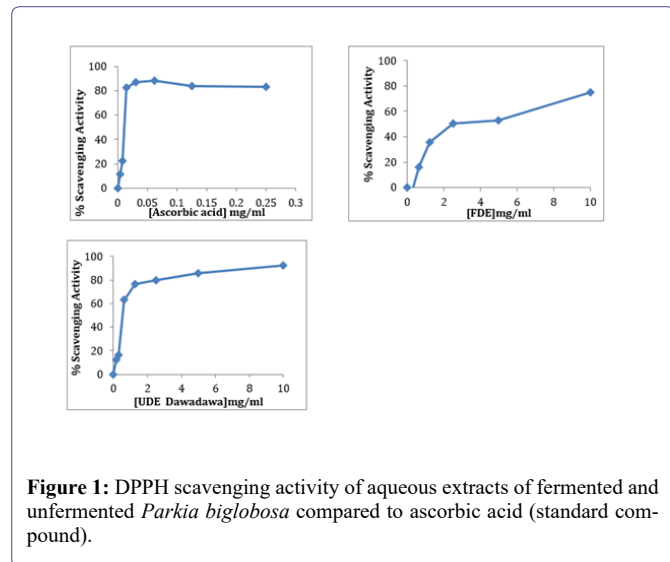 100
80
60
40
20
0
% Scavenging Activity
0 0.05 0.1 0.15 0.2 0.25 0.3
[Ascorbic acid] mg/ml
100
80
60
40
20
0
% Scavenging Activity
0 2 4 6 8 10
[FDE]mg/ml
100
80
60
40
20
0
% Scavenging Activity
0 2 4 6 8 10
[UDE Dawadawa]mg/ml
Figure 1: DPPH scavenging activity of aqueous extracts of fermented and
unfermented Parkia biglobosa compared to ascorbic acid (standard com-
pound).